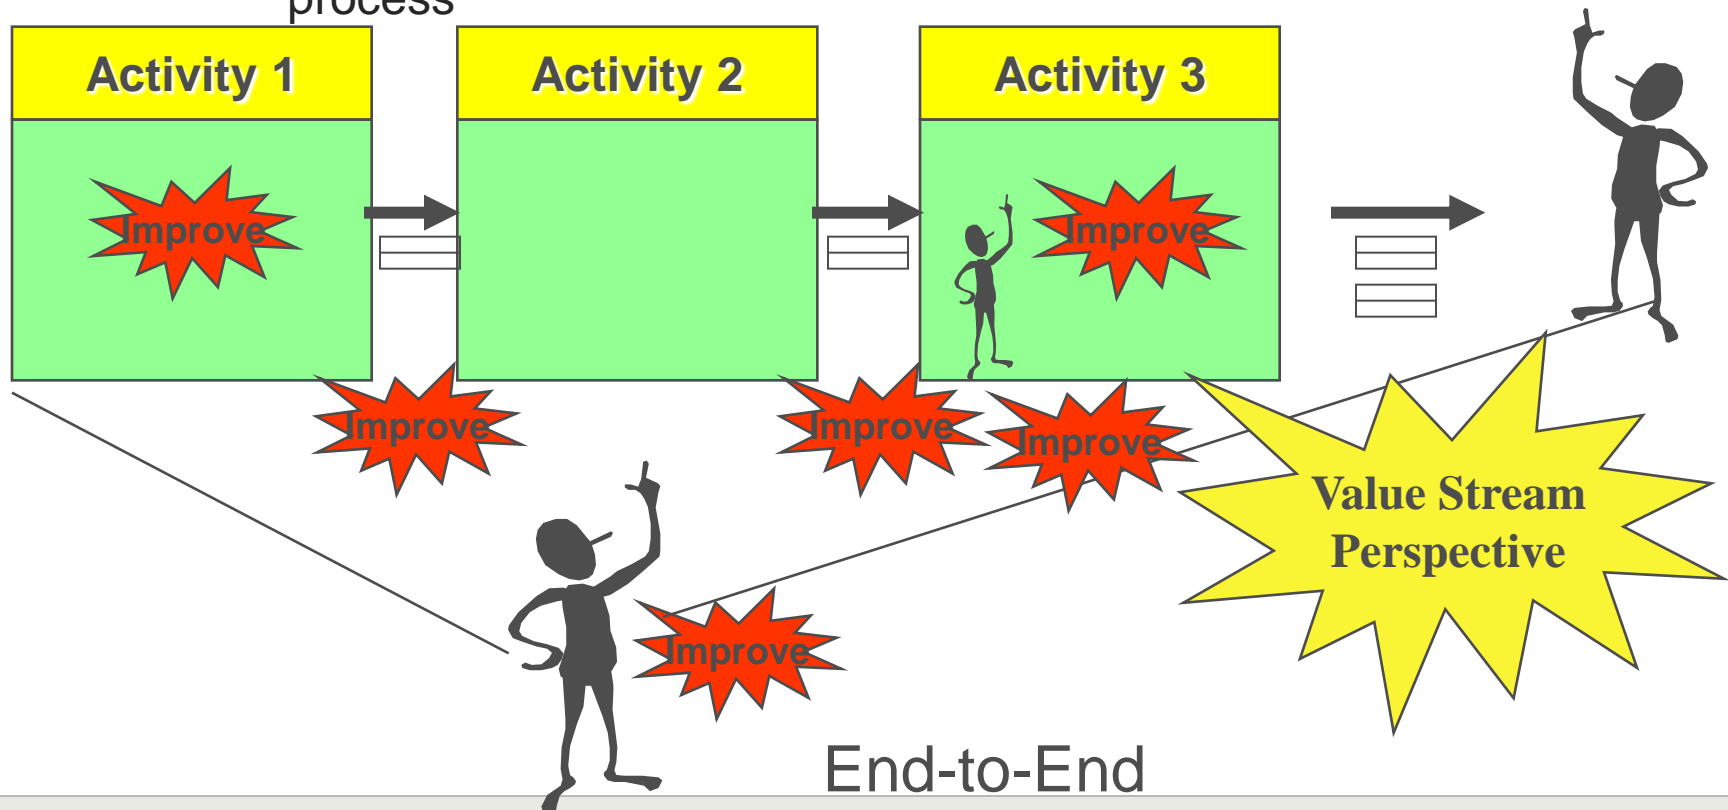 process
Activity 1
Activity 2
Activity 3
Improve
Improve
Improve
Improve
Improve
Value Stream
Perspective
Improve
End-to-End